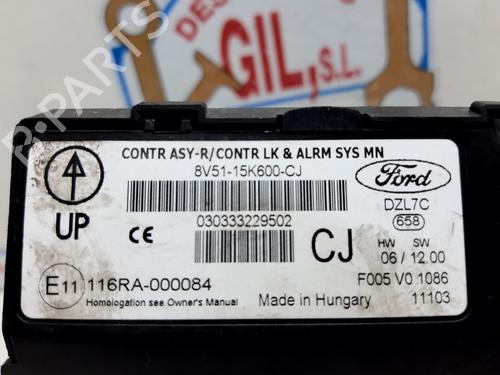 DES
GIL, S.L.
R-PARTS
CONTR ASY-R/CONTR LK & ALRM SYS MN
8V51-15K600-CJ
Ford
UP
030333229502
DZL7C
658
CE
CJ
HW SW
06 / 12.00
E11 116RA-000084
F005 V0 1086
Homologation see Owner's Manual
Made in Hungary
11103